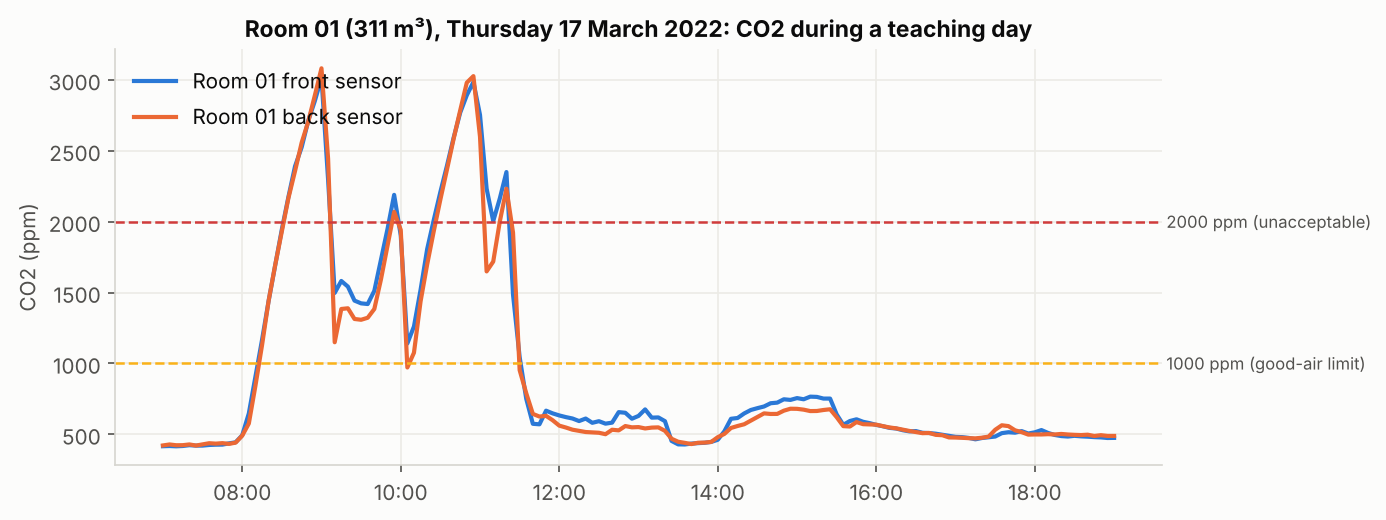 Room 01 (311 m³), Thursday 17 March 2022: CO2 during a teaching day
Room 01 front sensor
Room 01 back sensor
CO2 (ppm)
3000
2500
2000
1500
1000
500
2000 ppm (unacceptable)
1000 ppm (good-air limit)
08:00 10:00 12:00 14:00 16:00 18:00